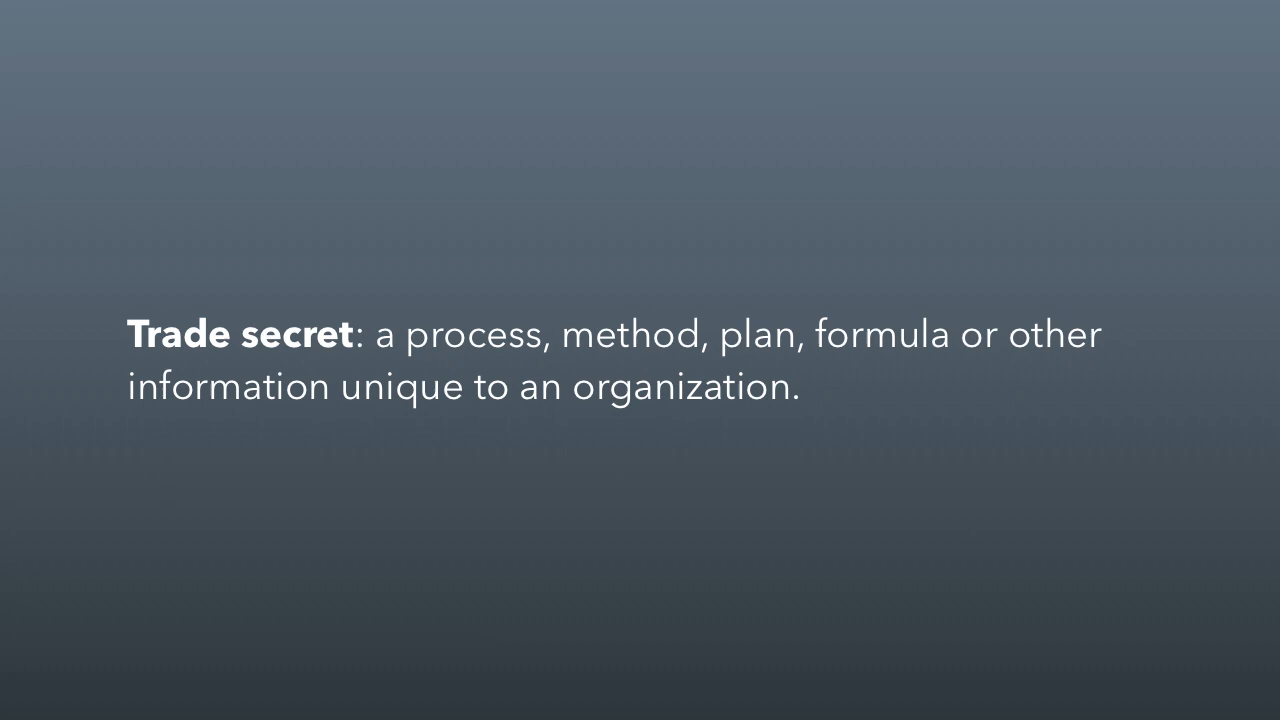 Trade secret: a process, method, plan, formula or other
information unique to an organization.